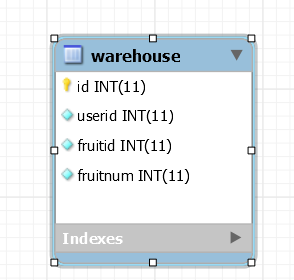 warehouse
id INT(11)
userid INT(11)
fruitid INT(11)
fruitnum INT(11)
Indexes